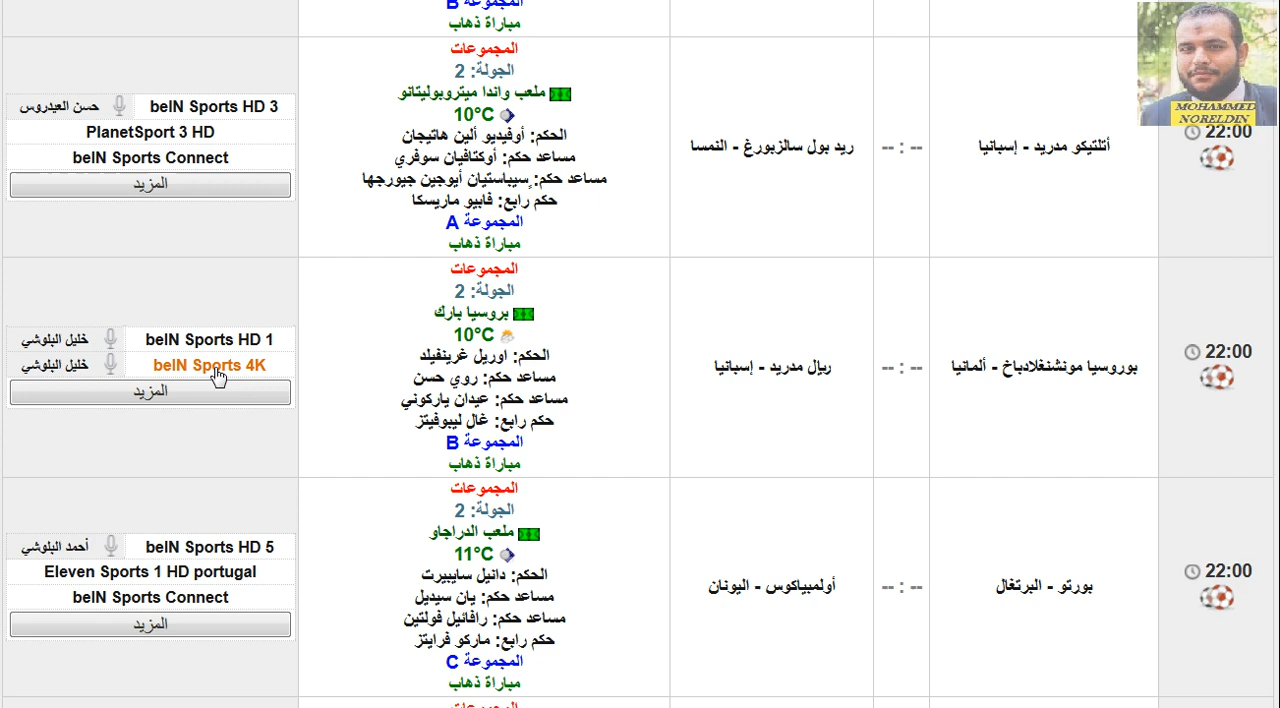 المجموعة B
مباراة ذهاب
MOHAMMED
NORELDIN
22:00
أتلتيكو مدريد - إسبانيا
-- : --
ريد بول سالزبورغ - النمسا
المجموعات
الجولة: 2
ملعب واندا ميتروبوليتانو
10°C
الحكم: أوفيديو ألين هاتيجان
مساعد حكم: أوكتافيان سوفري
مساعد حكم: سيباستيان أيوجين جيورجها
حكم رابع: فابيو ماريسكا
المجموعة A
مباراة ذهاب
beIN Sports HD 3
حسن العيدروس
PlanetSport 3 HD
beIN Sports Connect
المزيد
22:00
بوروسيا مونشنغلادباخ - ألمانيا
-- : --
ريال مدريد - إسبانيا
المجموعات
الجولة: 2
بروسيا بارك
10°C
الحكم: اوريل غرينفيلد
مساعد حكم: روي حسن
مساعد حكم: عيدان ياركوني
حكم رابع: غال ليبوفيتز
المجموعة B
مباراة ذهاب
beIN Sports HD 1
خليل البلوشي
beIN Sports 4K
خليل البلوشي
المزيد
22:00
بورتو - البرتغال
-- : --
أولمبياكوس - اليونان
المجموعات
الجولة: 2
ملعب الدراجاو
11°C
الحكم: دانيل سايبيرت
مساعد حكم: يان سيديل
مساعد حكم: رافائيل فولتين
حكم رابع: ماركو فرايتز
المجموعة C
مباراة ذهاب
beIN Sports HD 5
أحمد البلوشي
Eleven Sports 1 HD portugal
beIN Sports Connect
المزيد
المجموعات